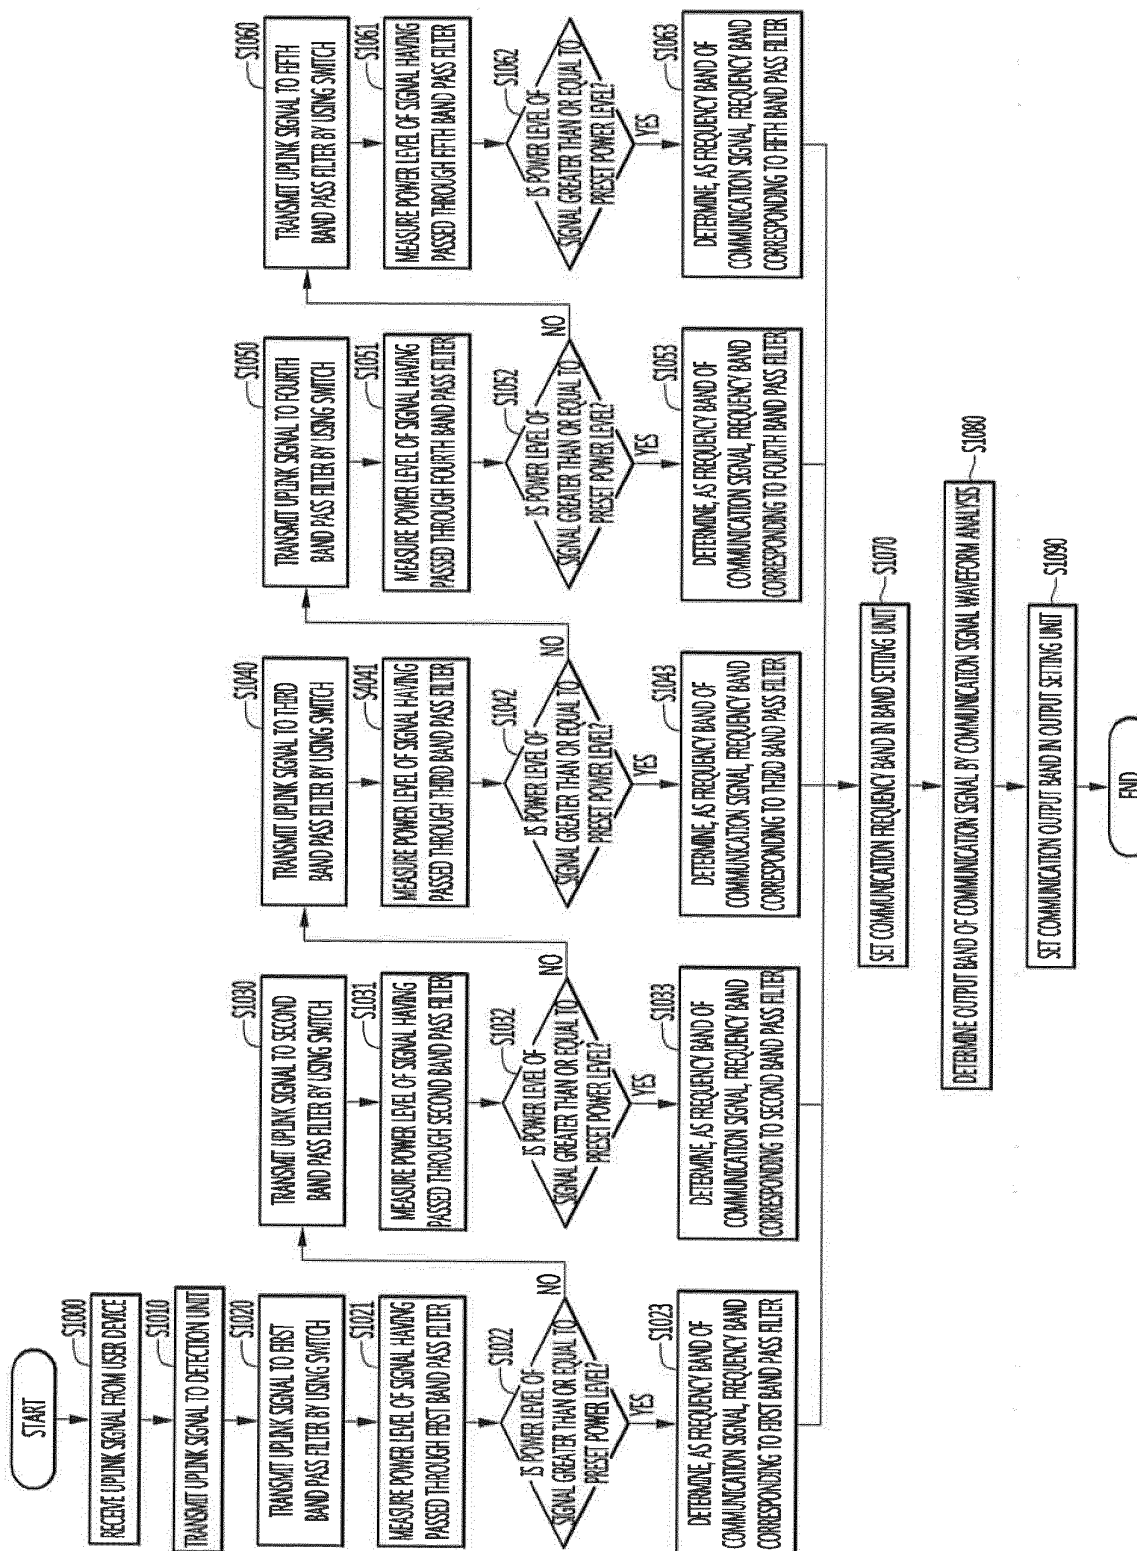 START
S1000
RECEIVE UPLINK SIGNAL FROM USER DEVICE
S1010
TRANSMIT UPLINK SIGNAL TO DETECTION UNIT
S1020
TRANSMIT UPLINK SIGNAL TO FIRST
BAND PASS FILTER BY USING SWITCH
S1021
MEASURE POWER LEVEL OF SIGNAL HAVING
PASSED THROUGH FIRST BAND PASS FILTER
S1022
IS POWER LEVEL OF
SIGNAL GREATER THAN OR EQUAL TO
PRESET POWER LEVEL?
NO
YES
S1023
DETERMINE, AS FREQUENCY BAND OF
COMMUNICATION SIGNAL, FREQUENCY BAND
CORRESPONDING TO FIRST BAND PASS FILTER
S1030
TRANSMIT UPLINK SIGNAL TO SECOND
BAND PASS FILTER BY USING SWITCH
S1031
MEASURE POWER LEVEL OF SIGNAL HAVING
PASSED THROUGH SECOND BAND PASS FILTER
S1032
IS POWER LEVEL OF
SIGNAL GREATER THAN OR EQUAL TO
PRESET POWER LEVEL?
NO
YES
S1033
DETERMINE, AS FREQUENCY BAND OF
COMMUNICATION SIGNAL, FREQUENCY BAND
CORRESPONDING TO SECOND BAND PASS FILTER
S1040
TRANSMIT UPLINK SIGNAL TO THIRD
BAND PASS FILTER BY USING SWITCH
S4041
MEASURE POWER LEVEL OF SIGNAL HAVING
PASSED THROUGH THIRD BAND PASS FILTER
S1042
IS POWER LEVEL OF
SIGNAL GREATER THAN OR EQUAL TO
PRESET POWER LEVEL?
NO
YES
S1043
DETERMINE, AS FREQUENCY BAND OF
COMMUNICATION SIGNAL, FREQUENCY BAND
CORRESPONDING TO THIRD BAND PASS FILTER
S1050
TRANSMIT UPLINK SIGNAL TO FOURTH
BAND PASS FILTER BY USING SWITCH
S1051
MEASURE POWER LEVEL OF SIGNAL HAVING
PASSED THROUGH FOURTH BAND PASS FILTER
S1052
IS POWER LEVEL OF
SIGNAL GREATER THAN OR EQUAL TO
PRESET POWER LEVEL?
NO
YES
S1053
DETERMINE, AS FREQUENCY BAND OF
COMMUNICATION SIGNAL, FREQUENCY BAND
CORRESPONDING TO FOURTH BAND PASS FILTER
S1060
TRANSMIT UPLINK SIGNAL TO FIFTH
BAND PASS FILTER BY USING SWITCH
S1061
MEASURE POWER LEVEL OF SIGNAL HAVING
PASSED THROUGH FIFTH BAND PASS FILTER
S1062
IS POWER LEVEL OF
SIGNAL GREATER THAN OR EQUAL TO
PRESET POWER LEVEL?
YES
S1063
DETERMINE, AS FREQUENCY BAND OF
COMMUNICATION SIGNAL, FREQUENCY BAND
CORRESPONDING TO FIFTH BAND PASS FILTER
S1070
SET COMMUNICATION FREQUENCY BAND IN BAND SETTING UNIT
S1080
DETERMINE OUTPUT BAND OF COMMUNICATION SIGNAL BY COMMUNICATION SIGNAL WAVEFORM ANALYSIS
S1090
SET COMMUNICATION OUTPUT BAND IN OUTPUT SETTING UNIT
END